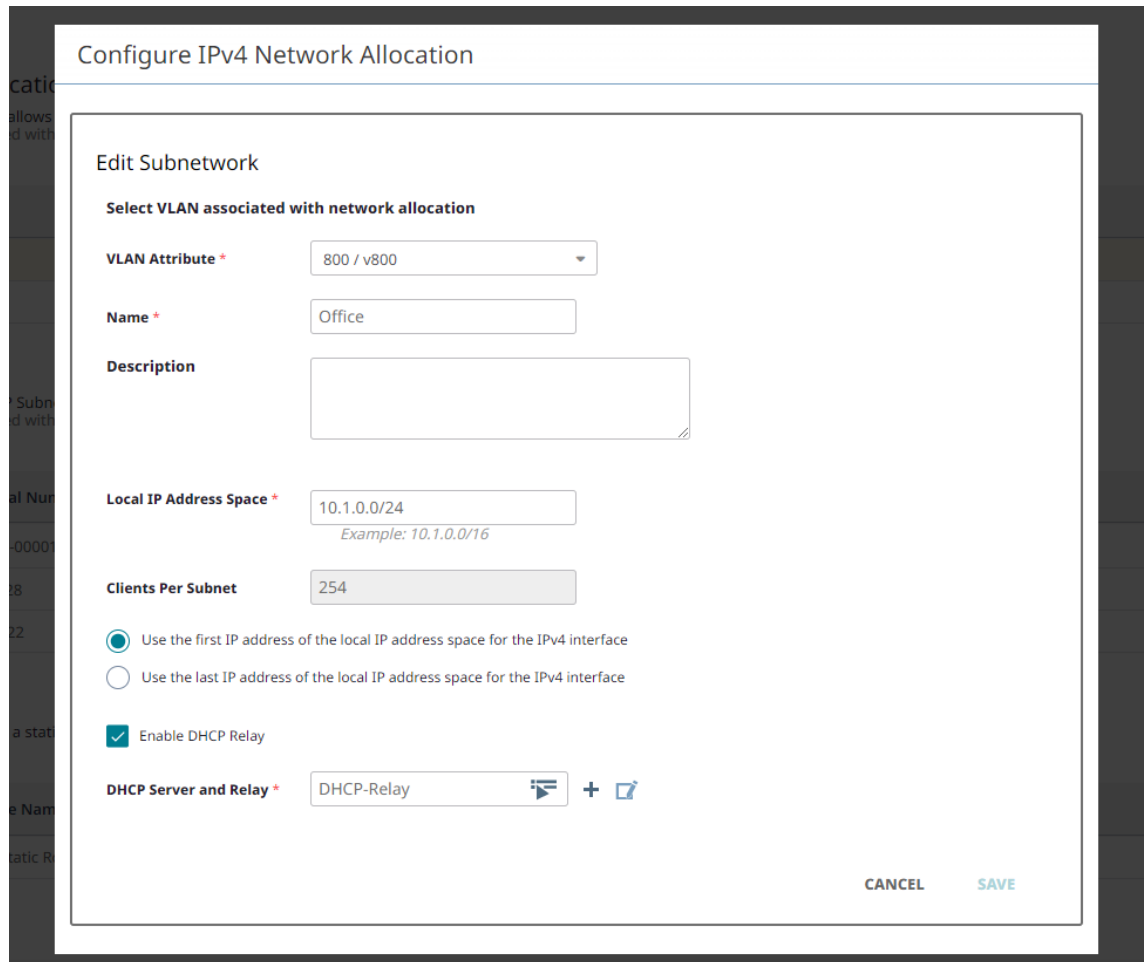 Configure IPv4 Network Allocation
Edit Subnetwork
Select VLAN associated with network allocation
VLAN Attribute *
800 / v800
Name *
Office
Description
Local IP Address Space *
10.1.0.0/24
Example: 10.1.0.0/16
Clients Per Subnet
254
Use the first IP address of the local IP address space for the IPv4 interface
Use the last IP address of the local IP address space for the IPv4 interface
Enable DHCP Relay
DHCP Server and Relay *
DHCP-Relay
CANCEL
SAVE
allows
a stati